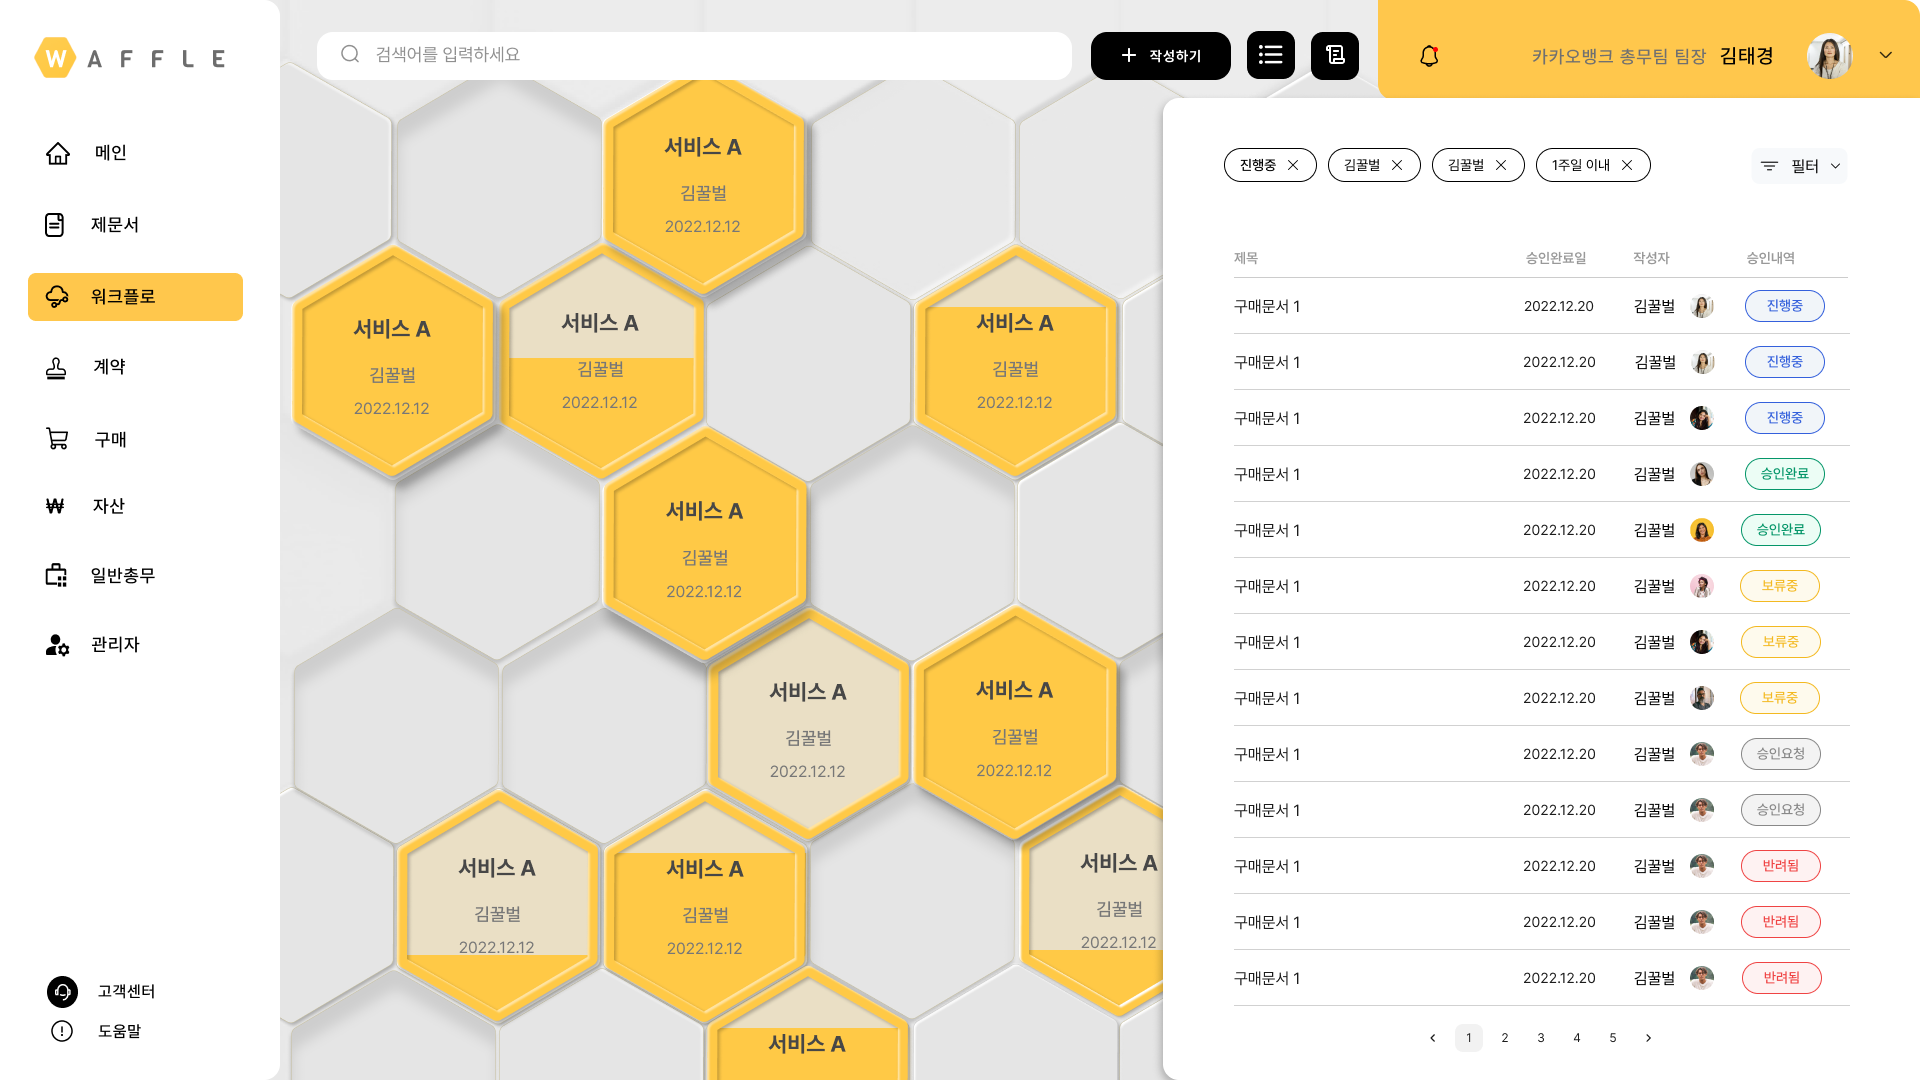 WAFFLE
메인
제문서
워크플로
계약
구매
자산
일반총무
관리자
고객센터
도움말
검색어를 입력하세요
작성하기
카카오뱅크 총무팀 팀장 김태경
서비스 A
김꿀벌
2022.12.12
서비스 A
김꿀벌
2022.12.12
서비스 A
김꿀벌
2022.12.12
서비스 A
김꿀벌
2022.12.12
서비스 A
김꿀벌
2022.12.12
서비스 A
김꿀벌
2022.12.12
서비스 A
김꿀벌
2022.12.12
서비스 A
김꿀벌
2022.12.12
서비스 A
김꿀벌
2022.12.12
서비스 A
김꿀벌
2022.12.12
서비스 A
진행중 김꿀벌 김꿀벌 1주일 이내 필터
제목 승인완료일 작성자 승인내역
구매문서 1 2022.12.20 김꿀벌 진행중
구매문서 1 2022.12.20 김꿀벌 진행중
구매문서 1 2022.12.20 김꿀벌 진행중
구매문서 1 2022.12.20 김꿀벌 승인완료
구매문서 1 2022.12.20 김꿀벌 승인완료
구매문서 1 2022.12.20 김꿀벌 보류중
구매문서 1 2022.12.20 김꿀벌 보류중
구매문서 1 2022.12.20 김꿀벌 보류중
구매문서 1 2022.12.20 김꿀벌 승인요청
구매문서 1 2022.12.20 김꿀벌 승인요청
구매문서 1 2022.12.20 김꿀벌 반려됨
구매문서 1 2022.12.20 김꿀벌 반려됨
구매문서 1 2022.12.20 김꿀벌 반려됨
1 2 3 4 5